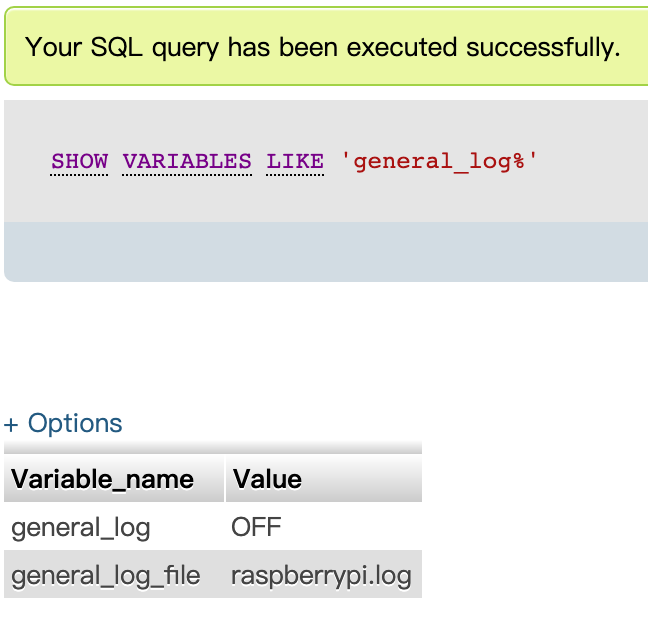 Your SQL query has been executed successfully.
SHOW VARIABLES LIKE 'general_log%'
+ Options
Variable_name Value
general_log OFF
general_log_file raspberrypi.log